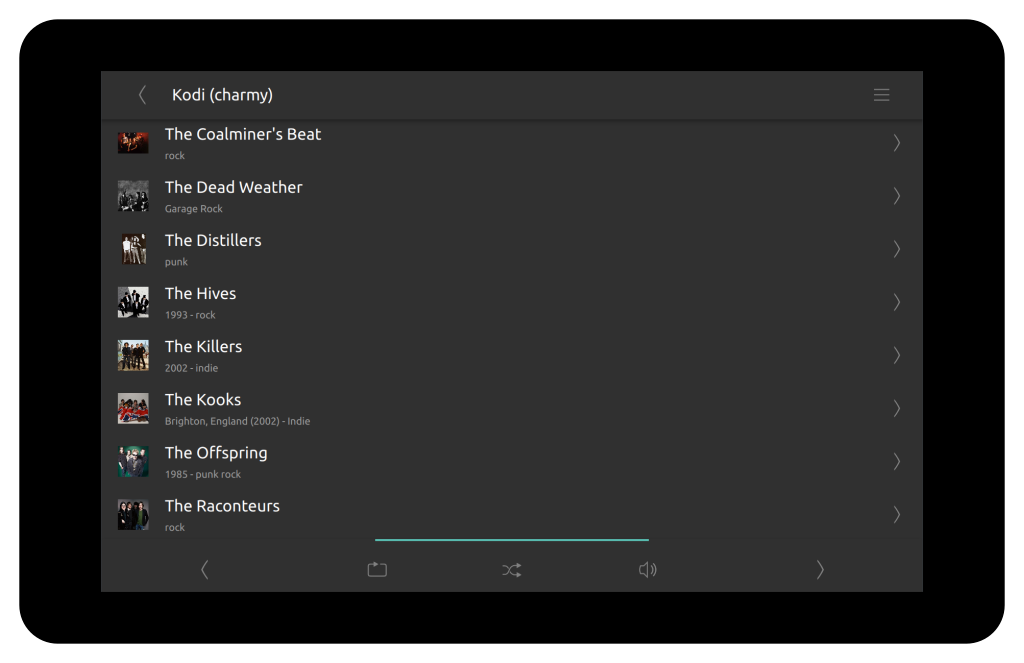 Kodi (charmy)
The Coalminer's Beat
rock
The Dead Weather
Garage Rock
The Distillers
punk
The Hives
1993 - rock
The Killers
2002 - indie
The Kooks
Brighton, England (2002) - Indie
The Offspring
1985 - punk rock
The Raconteurs
rock